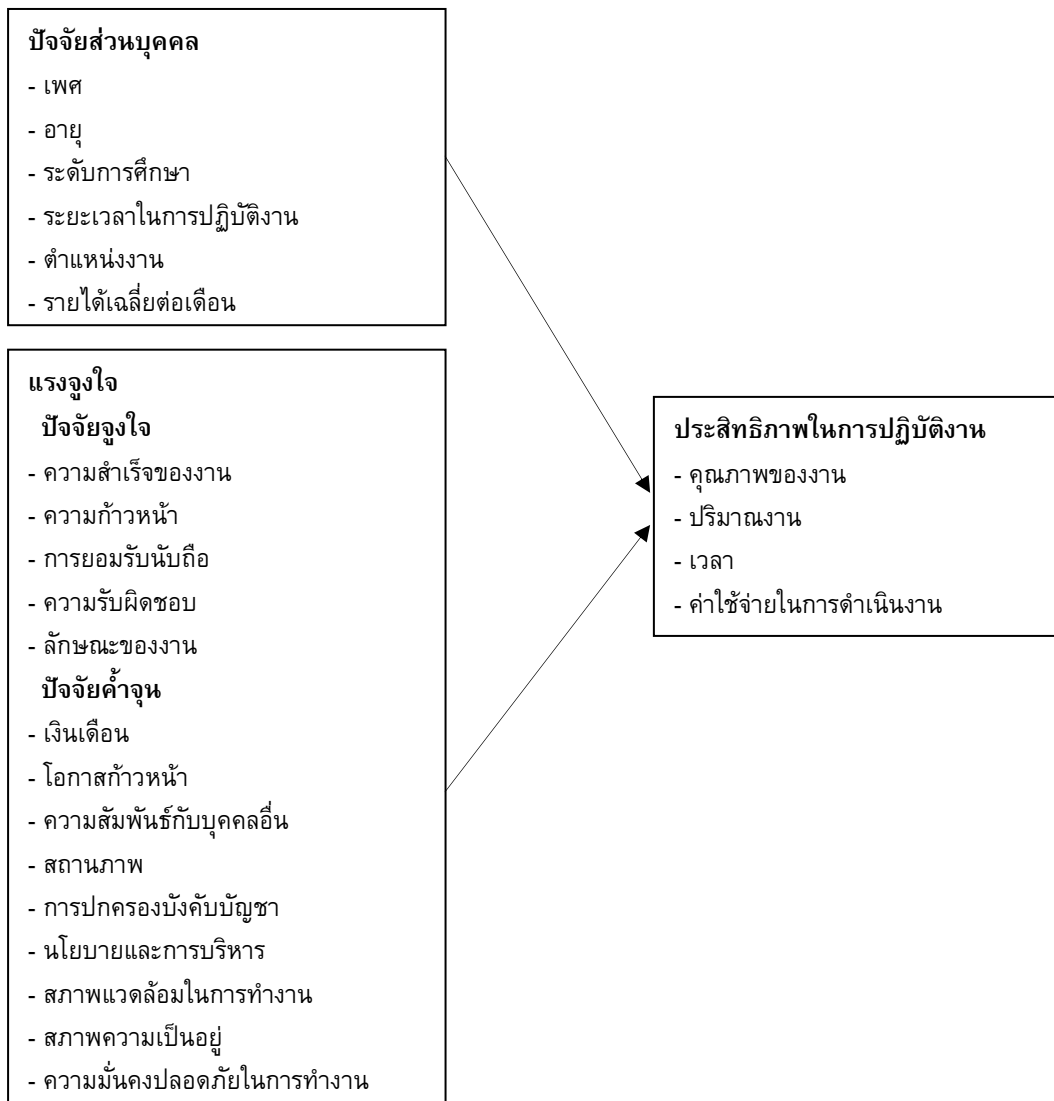 ปัจจัยส่วนบุคคล
- เพศ
- อายุ
- ระดับการศึกษา
- ระยะเวลาในการปฏิบัติงาน
- ตำแหน่งงาน
- รายได้เฉลี่ยต่อเดือน
แรงจูงใจ
ปัจจัยจูงใจ
- ความสำเร็จของงาน
- ความก้าวหน้า
- การยอมรับนับถือ
- ความรับผิดชอบ
- ลักษณะของงาน
ปัจจัยค้ำจุน
- เงินเดือน
- โอกาสก้าวหน้า
- ความสัมพันธ์กับบุคคลอื่น
- สถานภาพ
- การปกครองบังคับบัญชา
- นโยบายและการบริหาร
- สภาพแวดล้อมในการทำงาน
- สภาพความเป็นอยู่
- ความมั่นคงปลอดภัยในการทำงาน
ประสิทธิภาพในการปฏิบัติงาน
- คุณภาพของงาน
- ปริมาณงาน
- เวลา
- ค่าใช้จ่ายในการดำเนินงาน